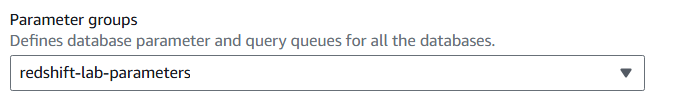 Parameter groups
Defines database parameter and query queues for all the databases.
redshift-lab-parameters